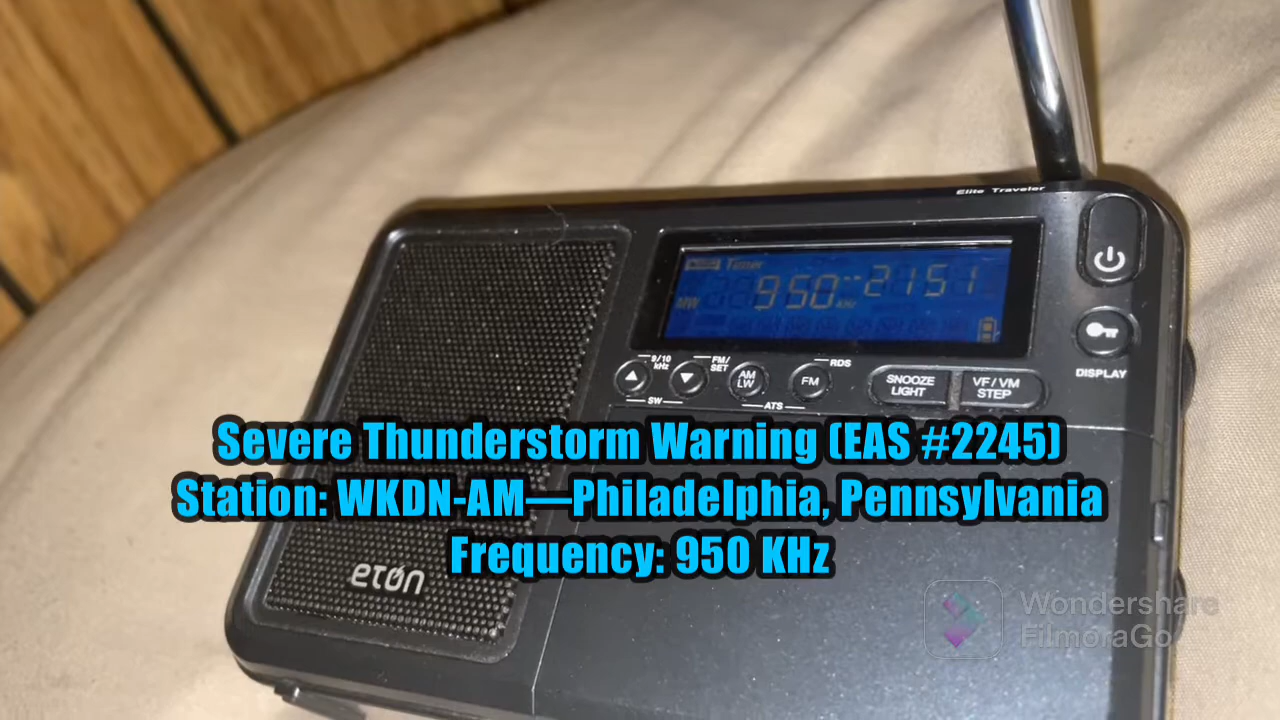 Elite Traveler
Timer
MW 950 KHz 2151
9/10 kHz
FM/SET
RDS
AM LW
FM
SNOOZE LIGHT
VF / VM STEP
DISPLAY
SW
ATS
Severe Thunderstorm Warning (EAS #2245)
Station: WKDN-AM—Philadelphia, Pennsylvania
Frequency: 950 KHz
etón
Wondershare
FilmoraGo